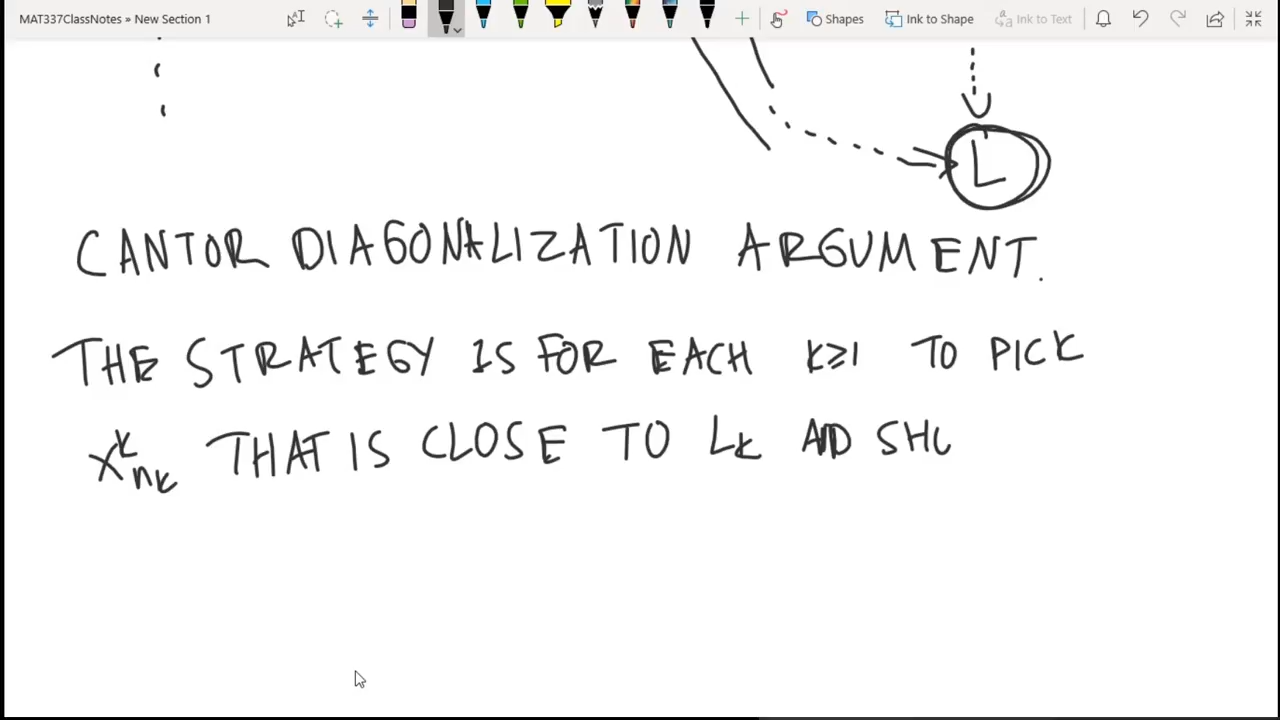 MAT337ClassNotes » New Section 1
Shapes
Ink to Shape
Ink to Text
L
CANTOR DIAGONALIZATION ARGUMENT.
THE STRATEGY IS FOR EACH k≥1 TO PICK
x^k_{n_k} THAT IS CLOSE TO L_k AND SHO